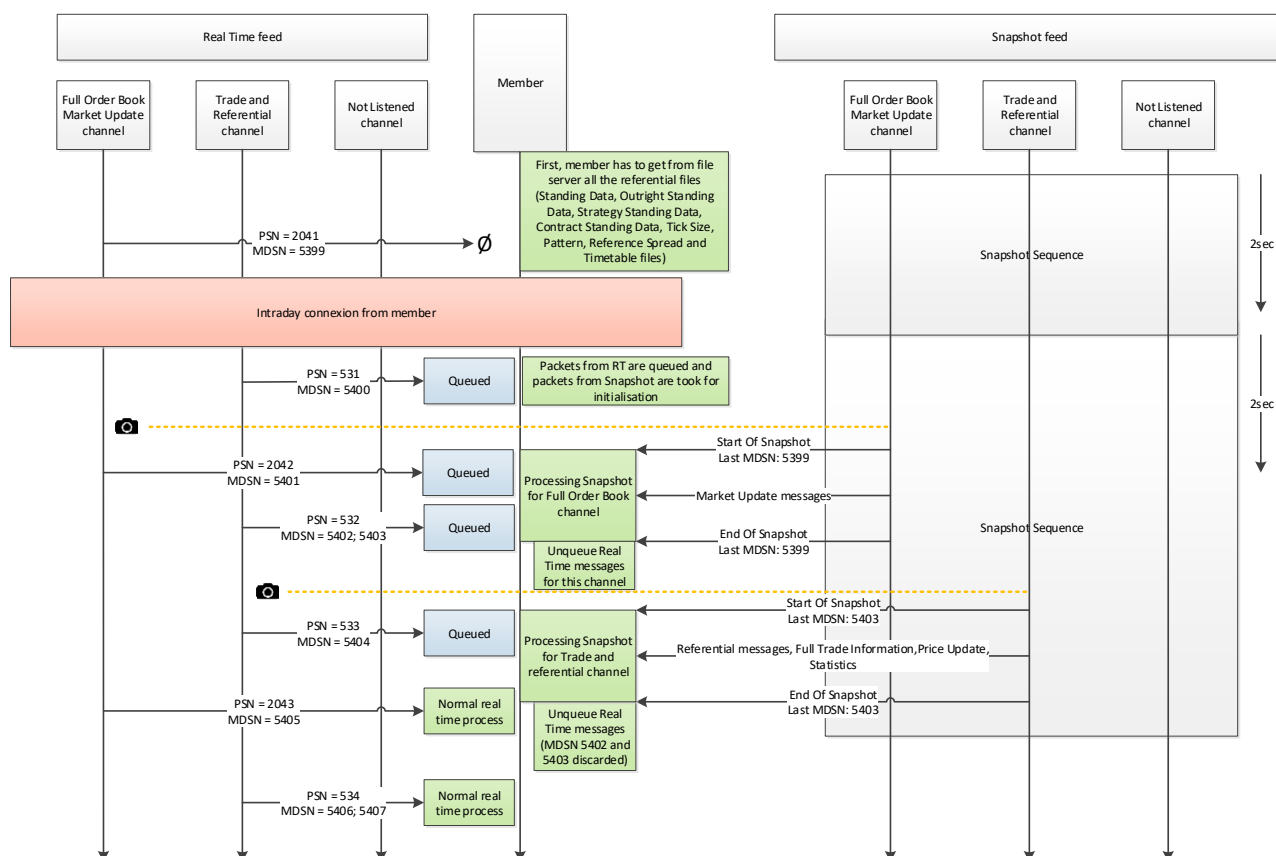 Real Time feed
Member
Snapshot feed
Full Order Book
Market Update
channel
Trade and
Referential
channel
Not Listened
channel
Full Order Book
Market Update
channel
Trade and
Referential
channel
Not Listened
channel
First, member has to get from file
server all the referential files
(Standing Data, Outright Standing
Data, Strategy Standing Data,
Contract Standing Data, Tick Size,
Pattern, Reference Spread and
Timetable files)
PSN = 2041
MDSN = 5399
Ø
Snapshot Sequence
2sec
Intraday connexion from member
PSN = 531
MDSN = 5400
Queued
Packets from RT are queued and
packets from Snapshot are took for
initialisation
2sec
Start Of Snapshot
Last MDSN: 5399
PSN = 2042
MDSN = 5401
Queued
Processing Snapshot
for Full Order Book
channel
Market Update messages
PSN = 532
MDSN = 5402; 5403
Queued
Snapshot Sequence
End Of Snapshot
Last MDSN: 5399
Unqueue Real
Time messages
for this channel
Start Of Snapshot
Last MDSN: 5403
PSN = 533
MDSN = 5404
Queued
Processing Snapshot
for Trade and
referential channel
Referential messages, Full Trade Information,Price Update,
Statistics
End Of Snapshot
Last MDSN: 5403
PSN = 2043
MDSN = 5405
Normal real
time process
Unqueue Real
Time messages
(MDSN 5402 and
5403 discarded)
PSN = 534
MDSN = 5406; 5407
Normal real
time process